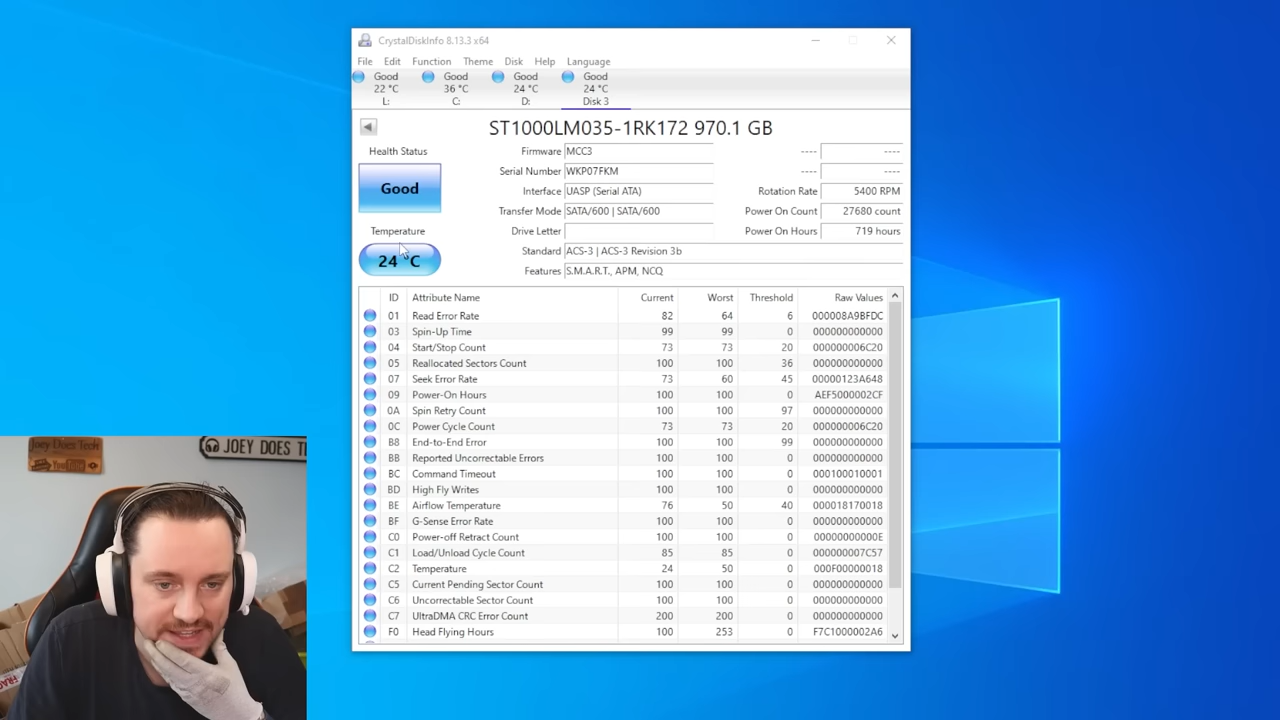 CrystalDiskInfo 8.13.3 x64
File Edit Function Theme Disk Help Language
Good Good Good Good
22 °C 36 °C 24 °C 24 °C
L: C: D: Disk 3
ST1000LM035-1RK172 970.1 GB
Health Status
Good
Temperature
24 °C
Firmware MCC3 ----
Serial Number WKP07FKM ----
Interface UASP (Serial ATA) Rotation Rate 5400 RPM
Transfer Mode SATA/600 | SATA/600 Power On Count 27680 count
Drive Letter Power On Hours 719 hours
Standard ACS-3 | ACS-3 Revision 3b
Features S.M.A.R.T., APM, NCQ
ID Attribute Name Current Worst Threshold Raw Values
01 Read Error Rate 82 64 6 000008A9BFDC
03 Spin-Up Time 99 99 0 000000000000
04 Start/Stop Count 73 73 20 000000006C20
05 Reallocated Sectors Count 100 100 36 000000000000
07 Seek Error Rate 73 60 45 00000123A648
09 Power-On Hours 100 100 0 AEF5000002CF
0A Spin Retry Count 100 100 97 000000000000
0C Power Cycle Count 73 73 20 000000006C20
B8 End-to-End Error 100 100 99 000000000000
BB Reported Uncorrectable Errors 100 100 0 000000000000
BC Command Timeout 100 100 0 000100010001
BD High Fly Writes 100 100 0 000000000000
BE Airflow Temperature 76 50 40 000018170018
BF G-Sense Error Rate 100 100 0 000000000000
C0 Power-off Retract Count 100 100 0 00000000000E
C1 Load/Unload Cycle Count 85 85 0 000000007C57
C2 Temperature 24 50 0 000F00000018
C5 Current Pending Sector Count 100 100 0 000000000000
C6 Uncorrectable Sector Count 100 100 0 000000000000
C7 UltraDMA CRC Error Count 200 200 0 000000000000
F0 Head Flying Hours 100 253 0 F7C1000002A6
Joey Does Tech
YouTube
JOEY DOES T